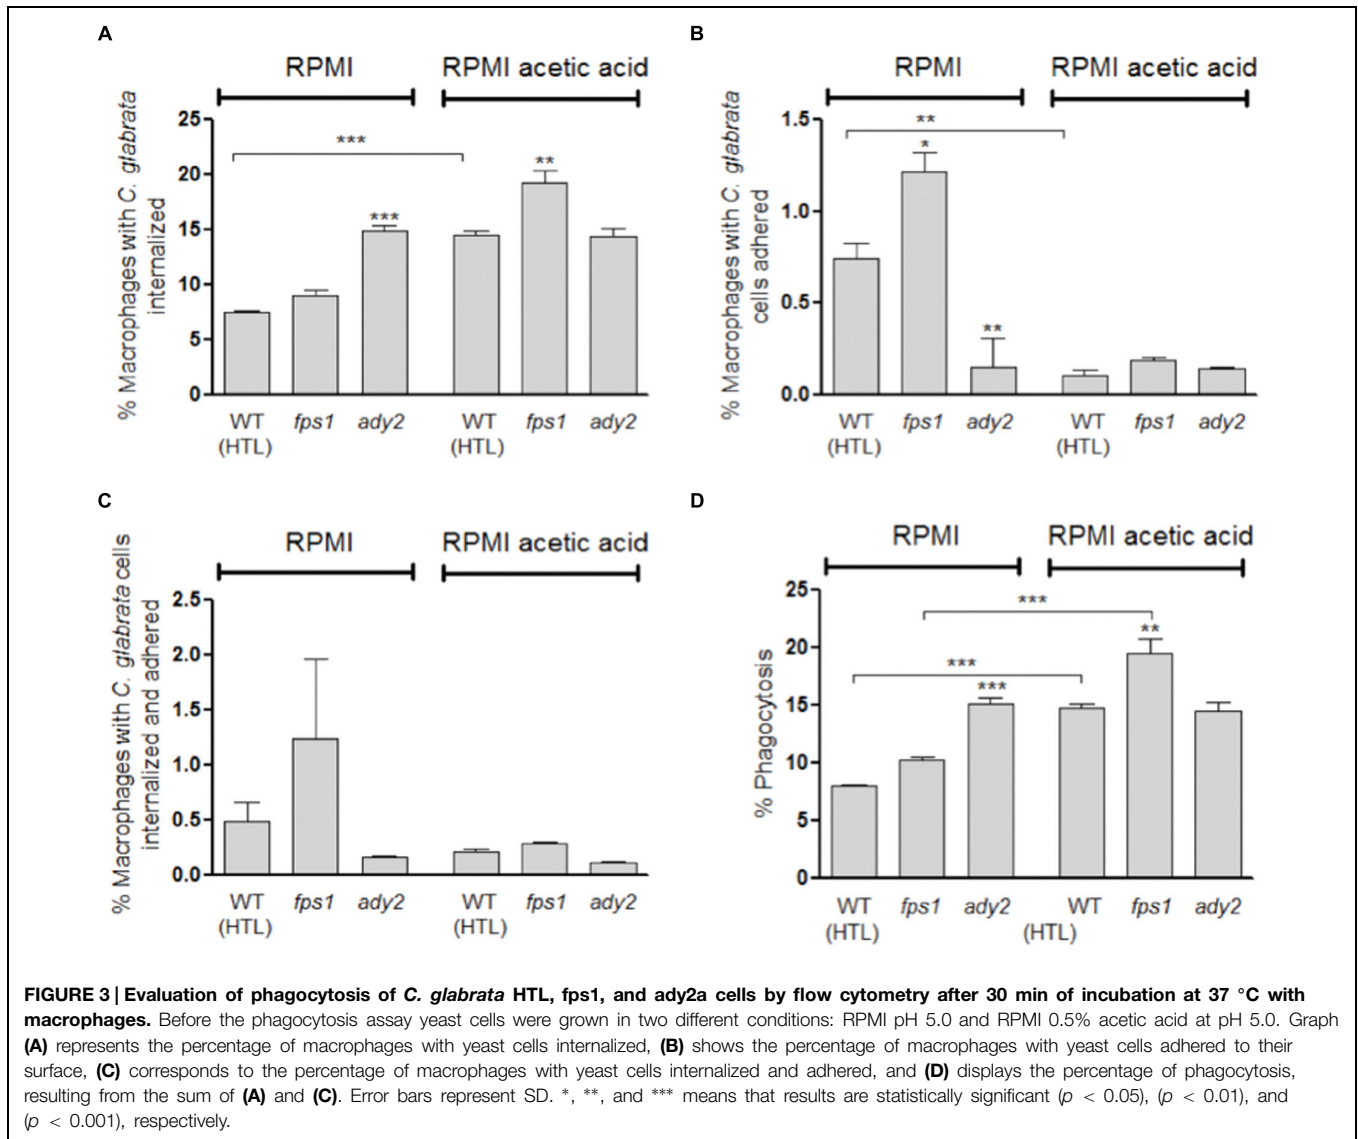 A
RPMI
RPMI acetic acid
% Macrophages with C. glabrata
internalized
25
20
15
10
5
0
***
***
**
WT
(HTL)
fps1
ady2
WT
(HTL)
fps1
ady2
B
RPMI
RPMI acetic acid
% Macrophages with C. glabrata
cells adhered
1.5
1.0
0.5
0.0
**
*
**
WT
(HTL)
fps1
ady2
WT
(HTL)
fps1
ady2
C
RPMI
RPMI acetic acid
% Macrophages with C. glabrata cells
internalized and adhered
2.5
2.0
1.5
1.0
0.5
0.0
WT
(HTL)
fps1
ady2
WT
(HTL)
fps1
ady2
D
RPMI
RPMI acetic acid
% Phagocytosis
25
20
15
10
5
0
***
**
***
***
WT
(HTL)
fps1
ady2
WT
(HTL)
fps1
ady2
FIGURE 3 | Evaluation of phagocytosis of C. glabrata HTL, fps1, and ady2a cells by flow cytometry after 30 min of incubation at 37 °C with
macrophages. Before the phagocytosis assay yeast cells were grown in two different conditions: RPMI pH 5.0 and RPMI 0.5% acetic acid at pH 5.0. Graph
(A) represents the percentage of macrophages with yeast cells internalized, (B) shows the percentage of macrophages with yeast cells adhered to their
surface, (C) corresponds to the percentage of macrophages with yeast cells internalized and adhered, and (D) displays the percentage of phagocytosis,
resulting from the sum of (A) and (C). Error bars represent SD. *, **, and *** means that results are statistically significant (p < 0.05), (p < 0.01), and
(p < 0.001), respectively.